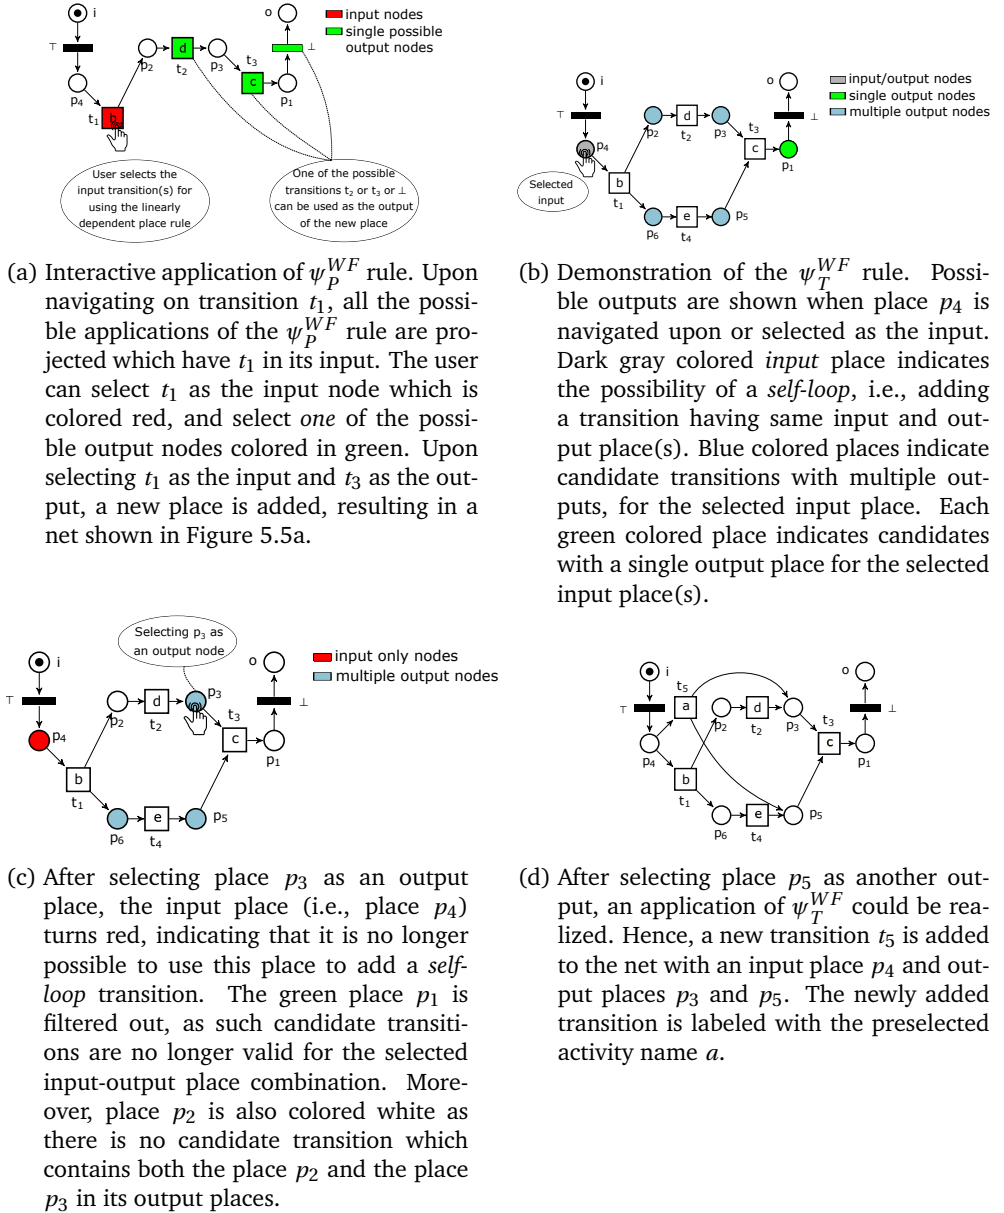 i
o
input nodes
single possible
output nodes
⊤
d
⊥
p2
t2
p3
t3
c
p4
p1
t1
b
User selects the
input transition(s) for
using the linearly
dependent place rule
One of the possible
transitions t2 or t3 or ⊥
can be used as the output
of the new place
(a) Interactive application of ψ_P^WF rule. Upon
navigating on transition t1, all the possi-
ble applications of the ψ_P^WF rule are pro-
jected which have t1 in its input. The user
can select t1 as the input node which is
colored red, and select one of the possi-
ble output nodes colored in green. Upon
selecting t1 as the input and t3 as the out-
put, a new place is added, resulting in a
net shown in Figure 5.5a.
i
o
input/output nodes
single output nodes
multiple output nodes
⊤
d
⊥
p2
t2
p3
t3
p4
c
p1
b
t1
Selected
input
e
p6
t4
p5
(b) Demonstration of the ψ_T^WF rule. Possi-
ble outputs are shown when place p4 is
navigated upon or selected as the input.
Dark gray colored input place indicates
the possibility of a self-loop, i.e., adding
a transition having same input and out-
put place(s). Blue colored places indicate
candidate transitions with multiple out-
puts, for the selected input place. Each
green colored place indicates candidates
with a single output place for the selected
input place(s).
Selecting p3 as
an output node
i
o
input only nodes
multiple output nodes
⊤
d
p3
⊥
p2
t2
t3
p4
c
p1
b
t1
e
p5
p6
t4
(c) After selecting place p3 as an output
place, the input place (i.e., place p4)
turns red, indicating that it is no longer
possible to use this place to add a self-
loop transition. The green place p1 is
filtered out, as such candidate transiti-
ons are no longer valid for the selected
input-output place combination. More-
over, place p2 is also colored white as
there is no candidate transition which
contains both the place p2 and the place
p3 in its output places.
i
o
t5
⊤
a
d
⊥
p2
t2
p3
t3
p4
c
p1
b
t1
e
p5
p6
t4
(d) After selecting place p5 as another out-
put, an application of ψ_T^WF could be rea-
lized. Hence, a new transition t5 is added
to the net with an input place p4 and out-
put places p3 and p5. The newly added
transition is labeled with the preselected
activity name a.